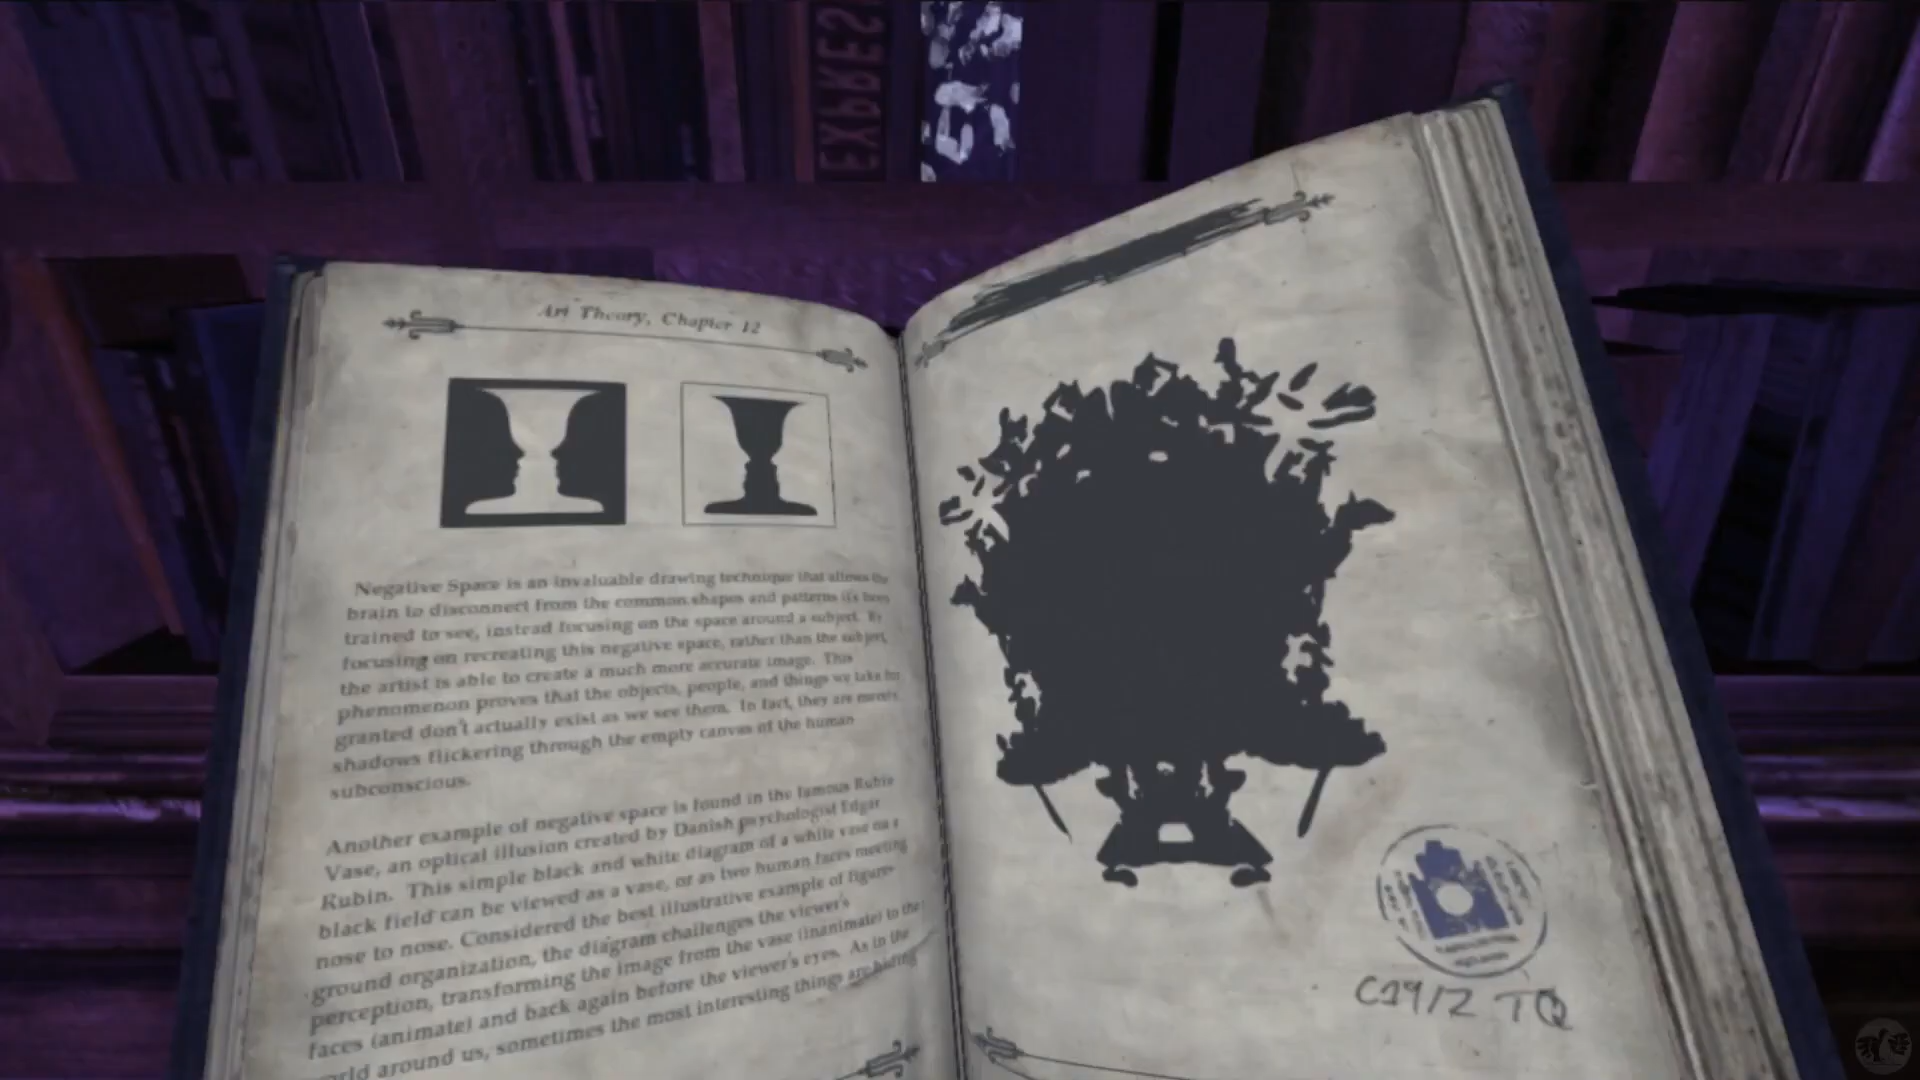 EXPRES
Art Theory, Chapter 12
Negative Space is an invaluable drawing technique that allows the
brain to disconnect from the common shapes and patterns it's been
trained to see, instead focusing on the space around a subject. By
focusing on recreating this negative space, rather than the subject,
the artist is able to create a much more accurate image. This
phenomenon proves that the objects, people, and things we take for
granted don't actually exist as we see them. In fact, they are merely
shadows flickering through the empty canvas of the human
subconscious.
Another example of negative space is found in the famous Rubin
Vase, an optical illusion created by Danish psychologist Edgar
Rubin. This simple black and white diagram of a white vase on a
black field can be viewed as a vase, or as two human faces meeting
nose to nose. Considered the best illustrative example of figure-
ground organization, the diagram challenges the viewer's
perception, transforming the image from the vase (inanimate) to the
faces (animate) and back again before the viewer's eyes. As in the
world around us, sometimes the most interesting things are hiding
C19/2 TQ